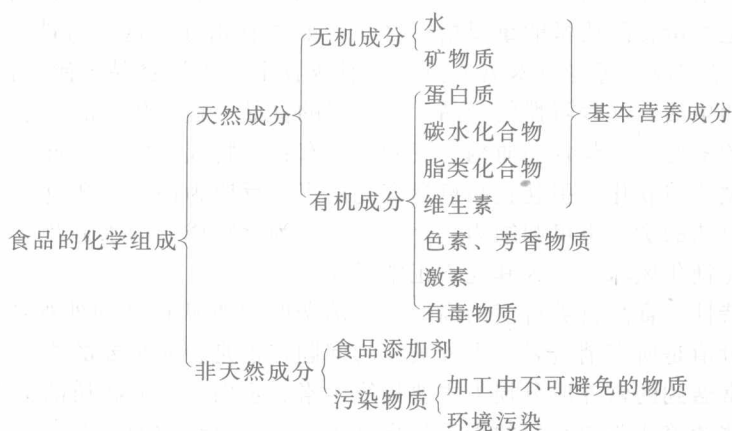 水
无机成分
矿物质
蛋白质
天然成分
基本营养成分
碳水化合物
脂类化合物
有机成分
维生素
食品的化学组成
色素、芳香物质
激素
有毒物质
食品添加剂
非天然成分
加工中不可避免的物质
污染物质
环境污染